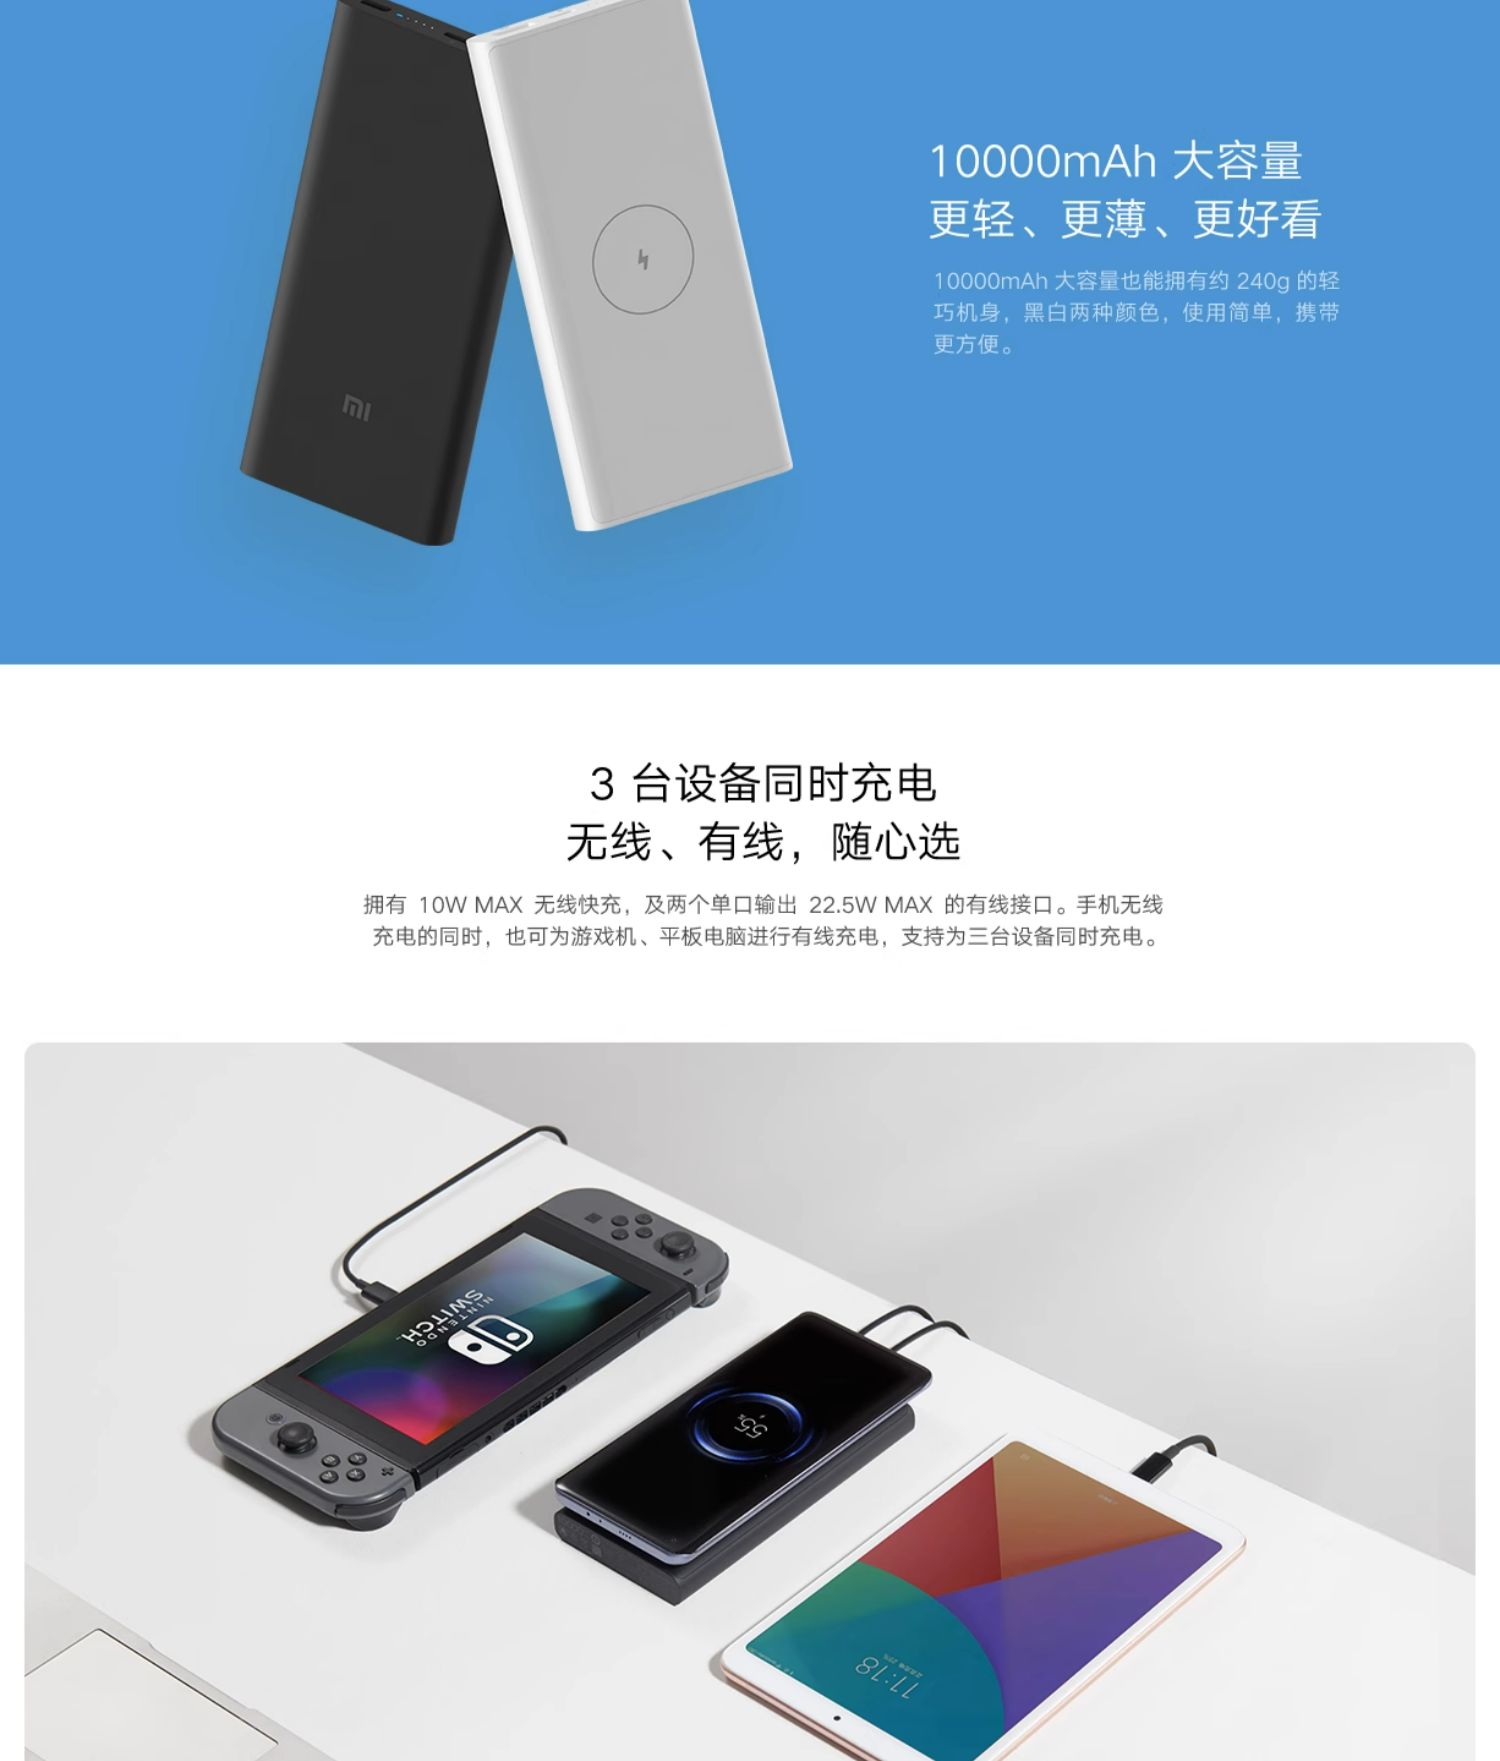 10000mAh 大容量
更轻、更薄、更好看
10000mAh 大容量也能拥有约 240g 的轻
巧机身，黑白两种颜色，使用简单，携带
更方便。
mi
3 台设备同时充电
无线、有线，随心选
拥有 10W MAX 无线快充，及两个单口输出 22.5W MAX 的有线接口。手机无线
充电的同时，也可为游戏机、平板电脑进行有线充电，支持为三台设备同时充电。
NINTENDO
SWITCH™
55%
11:18